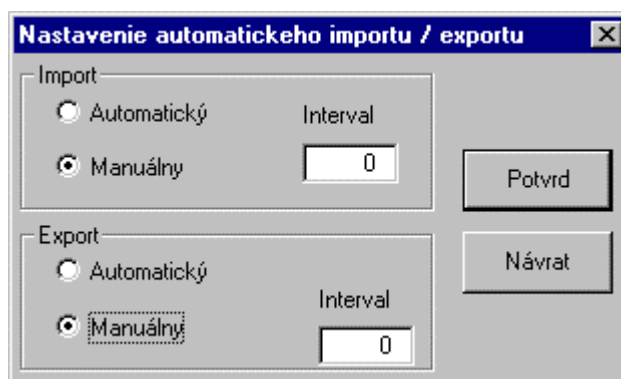 Nastavenie automatickeho importu / exportu
Import
Automatický
Interval
Manuálny
0
Potvrd
Export
Automatický
Návrat
Interval
Manuálny
0